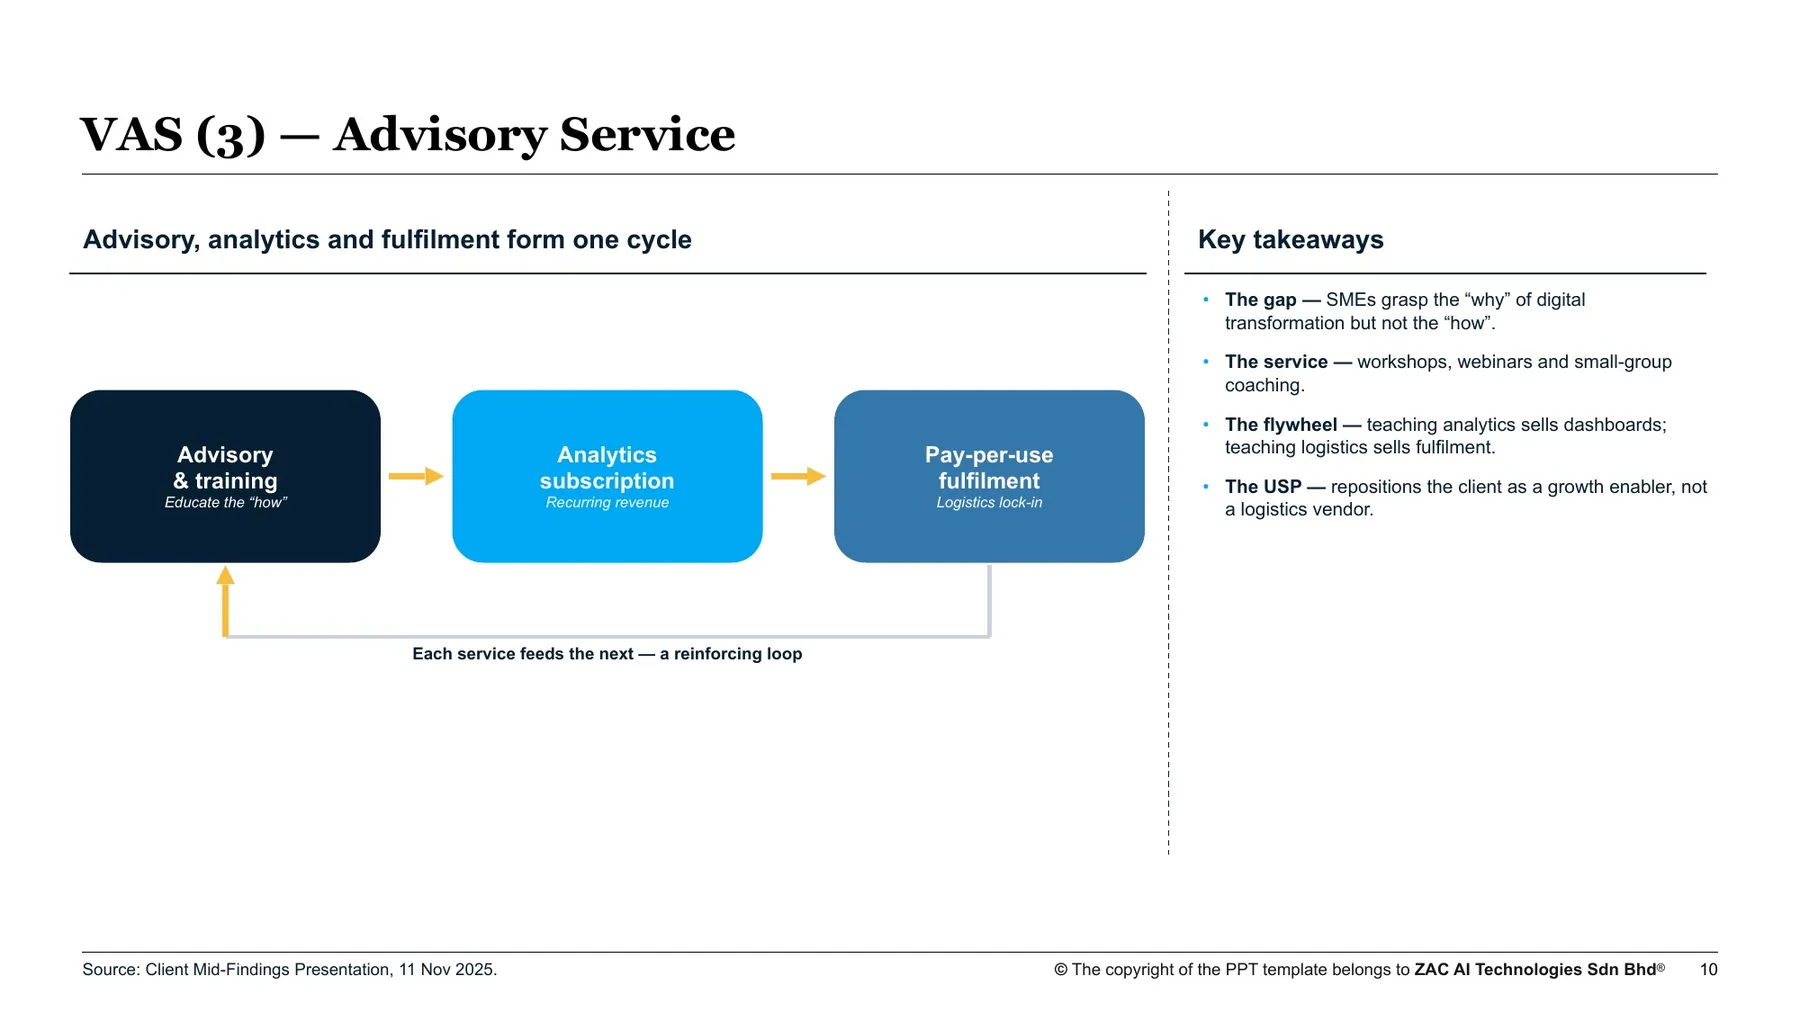 VAS (3) — Advisory Service
Advisory, analytics and fulfilment form one cycle
Advisory
& training
Educate the “how”
Analytics
subscription
Recurring revenue
Pay-per-use
fulfilment
Logistics lock-in
Each service feeds the next — a reinforcing loop
Key takeaways
• The gap — SMEs grasp the “why” of digital
transformation but not the “how”.
• The service — workshops, webinars and small-group
coaching.
• The flywheel — teaching analytics sells dashboards;
teaching logistics sells fulfilment.
• The USP — repositions the client as a growth enabler, not
a logistics vendor.
Source: Client Mid-Findings Presentation, 11 Nov 2025.
© The copyright of the PPT template belongs to ZAC AI Technologies Sdn Bhd®
10